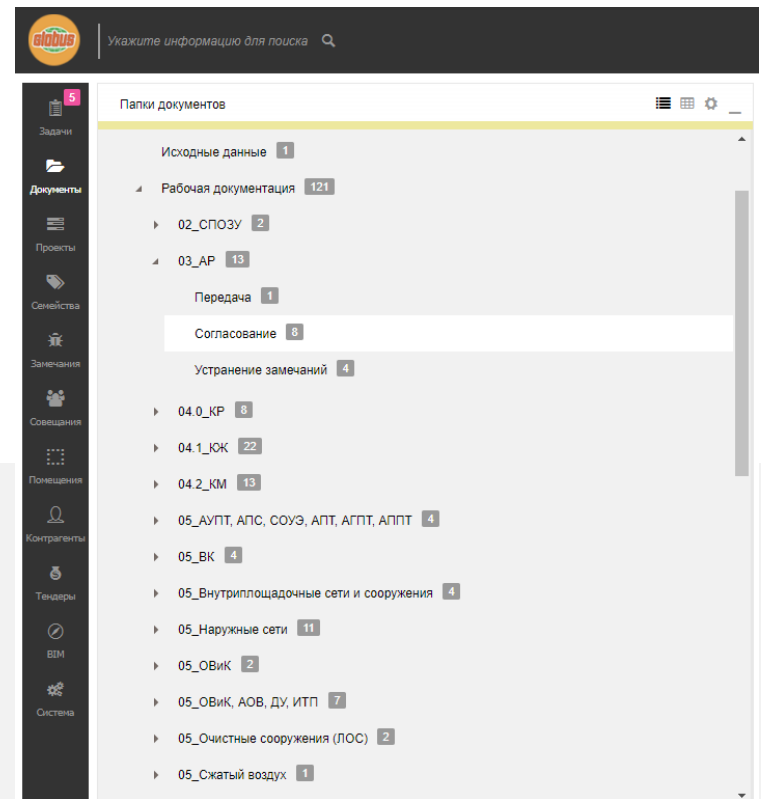 Globus
Укажите информацию для поиска
5
Задачи
Документы
Проекты
Семейства
Замечания
Совещания
Помещения
Контрагенты
Тендеры
BIM
Система
Папки документов
Исходные данные 1
Рабочая документация 121
02_СПОЗУ 2
03_АР 13
Передача 1
Согласование 8
Устранение замечаний 4
04.0_КР 8
04.1_КЖ 22
04.2_КМ 13
05_АУПТ, АПС, СОУЭ, АПТ, АГПТ, АППТ 4
05_ВК 4
05_Внутриплощадочные сети и сооружения 4
05_Наружные сети 11
05_ОВиК 2
05_ОВиК, АОВ, ДУ, ИТП 7
05_Очистные сооружения (ЛОС) 2
05_Сжатый воздух 1